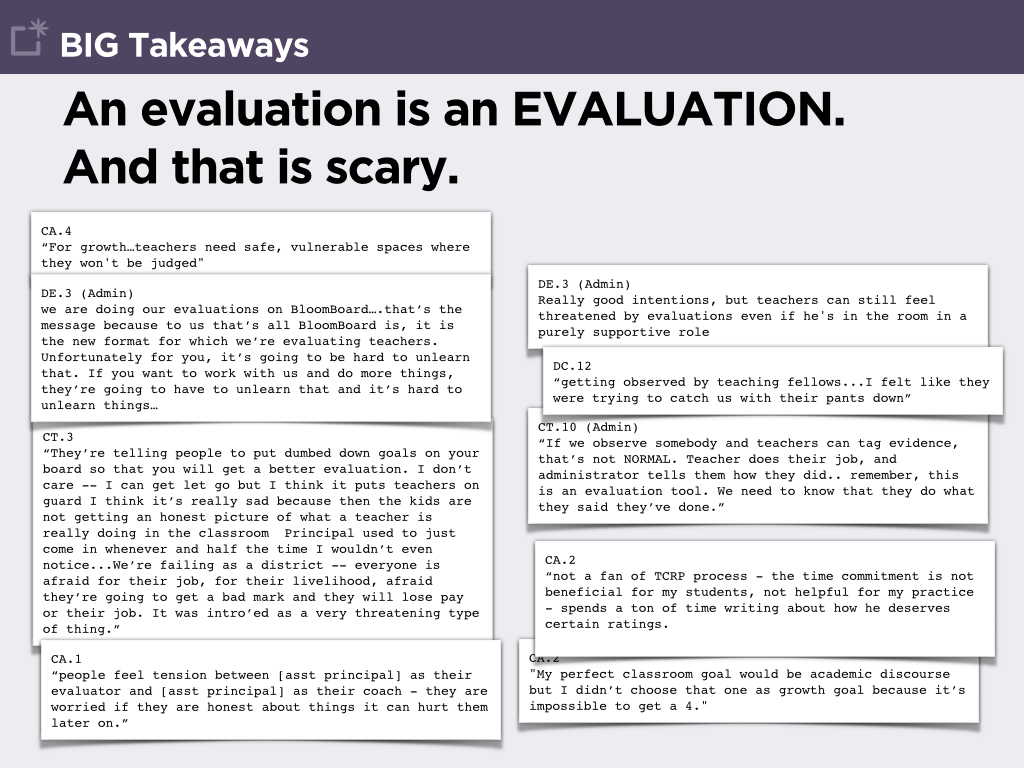 BIG Takeaways
An evaluation is an EVALUATION.
And that is scary.
CA.4
“For growth…teachers need safe, vulnerable spaces where
they won't be judged"
DE.3 (Admin)
we are doing our evaluations on BloomBoard….that’s the
message because to us that’s all BloomBoard is, it is
the new format for which we’re evaluating teachers.
Unfortunately for you, it’s going to be hard to unlearn
that. If you want to work with us and do more things,
they’re going to have to unlearn that and it’s hard to
unlearn things…
CT.3
“They’re telling people to put dumbed down goals on your
board so that you will get a better evaluation. I don’t
care -- I can get let go but I think it puts teachers on
guard I think it’s really sad because then the kids are
not getting an honest picture of what a teacher is
really doing in the classroom  Principal used to just
come in whenever and half the time I wouldn’t even
notice...We’re failing as a district -- everyone is
afraid for their job, for their livelihood, afraid
they’re going to get a bad mark and they will lose pay
or their job. It was intro’ed as a very threatening type
of thing.”
CA.1
“people feel tension between [asst principal] as their
evaluator and [asst principal] as their coach – they are
worried if they are honest about things it can hurt them
later on.”
DE.3 (Admin)
Really good intentions, but teachers can still feel
threatened by evaluations even if he's in the room in a
purely supportive role
DC.12
“getting observed by teaching fellows...I felt like they
were trying to catch us with their pants down”
CT.10 (Admin)
“If we observe somebody and teachers can tag evidence,
that’s not NORMAL. Teacher does their job, and
administrator tells them how they did.. remember, this
is an evaluation tool. We need to know that they do what
they said they’ve done.”
CA.2
“not a fan of TCRP process – the time commitment is not
beneficial for my students, not helpful for my practice
– spends a ton of time writing about how he deserves
certain ratings.
CA.2
"My perfect classroom goal would be academic discourse
but I didn’t choose that one as growth goal because it’s
impossible to get a 4."